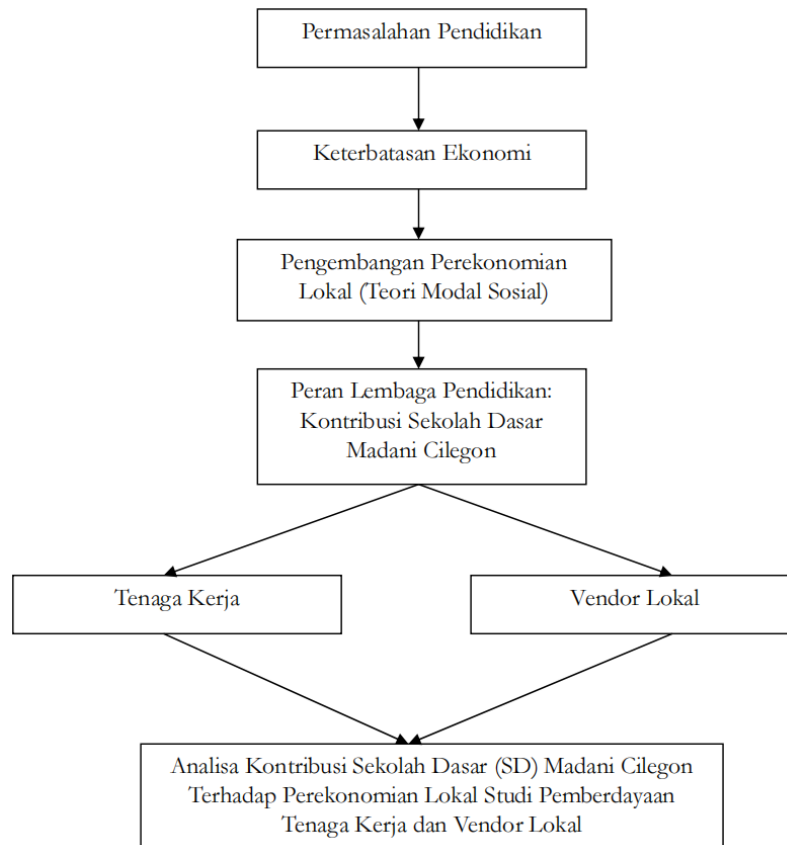 Permasalahan Pendidikan
Keterbatasan Ekonomi
Pengembangan Perekonomian
Lokal (Teori Modal Sosial)
Peran Lembaga Pendidikan:
Kontribusi Sekolah Dasar
Madani Cilegon
Tenaga Kerja
Vendor Lokal
Analisa Kontribusi Sekolah Dasar (SD) Madani Cilegon
Terhadap Perekonomian Lokal Studi Pemberdayaan
Tenaga Kerja dan Vendor Lokal